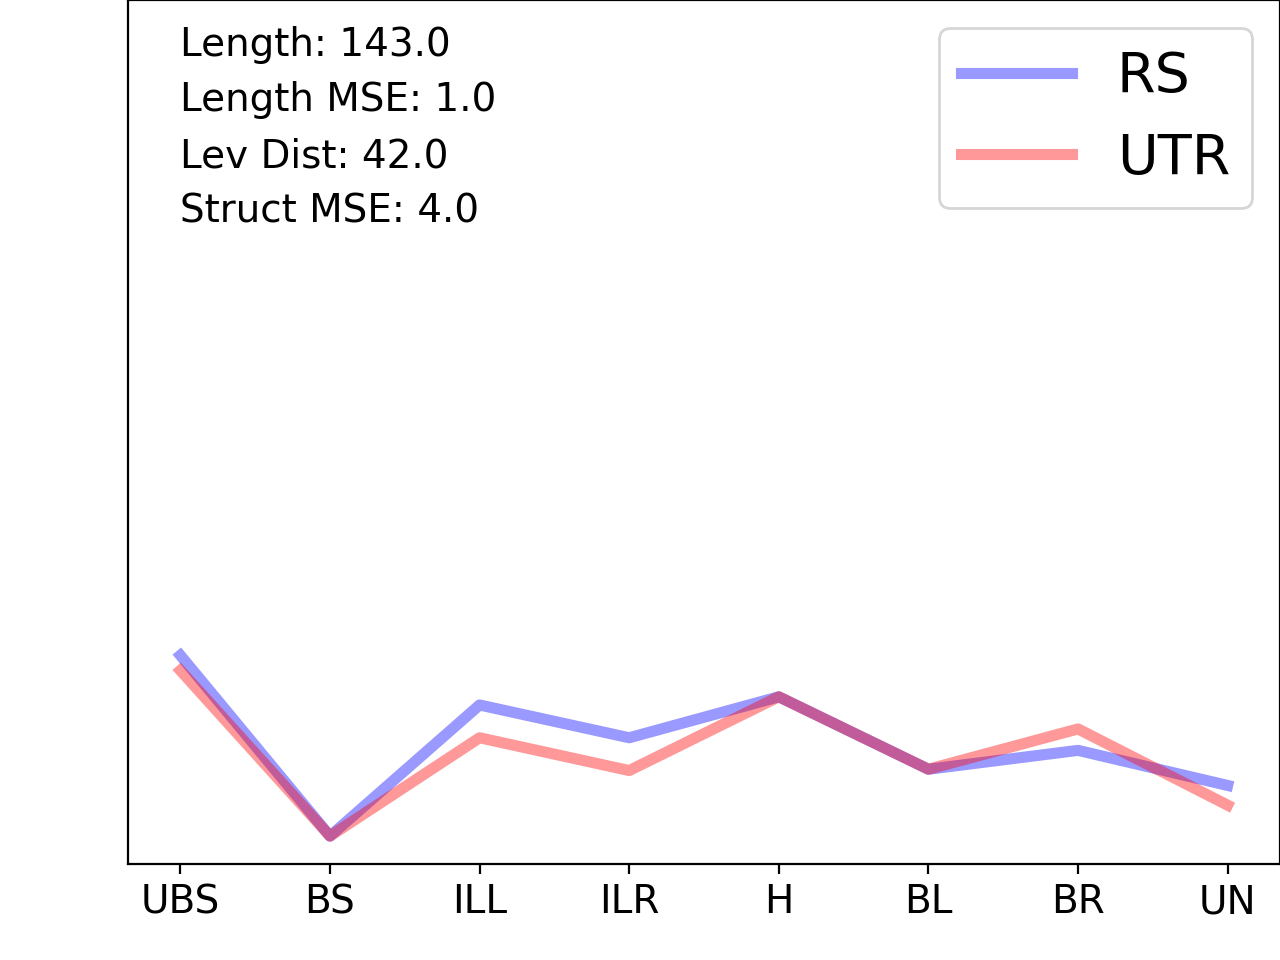 Length: 143.0
Length MSE: 1.0
Lev Dist: 42.0
Struct MSE: 4.0
RS
UTR
UBS BS ILL ILR H BL BR UN